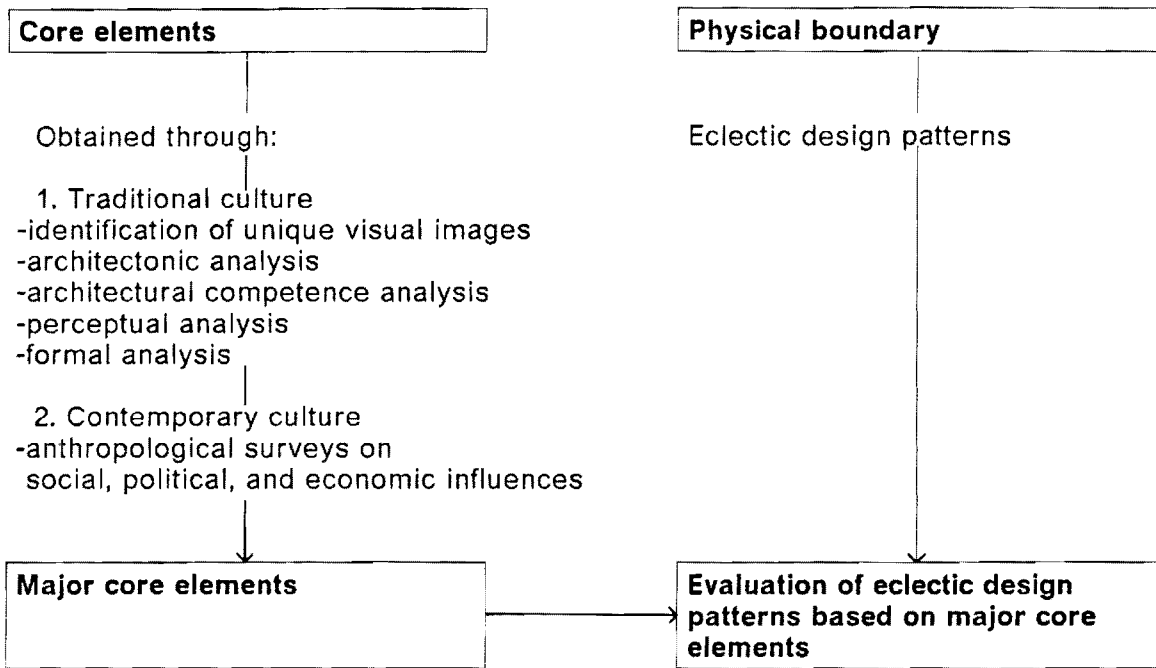 Core elements
Obtained through:
1. Traditional culture
-identification of unique visual images
-architectonic analysis
-architectural competence analysis
-perceptual analysis
-formal analysis
2. Contemporary culture
-anthropological surveys on
social, political, and economic influences
Major core elements
Physical boundary
Eclectic design patterns
Evaluation of eclectic design
patterns based on major core
elements